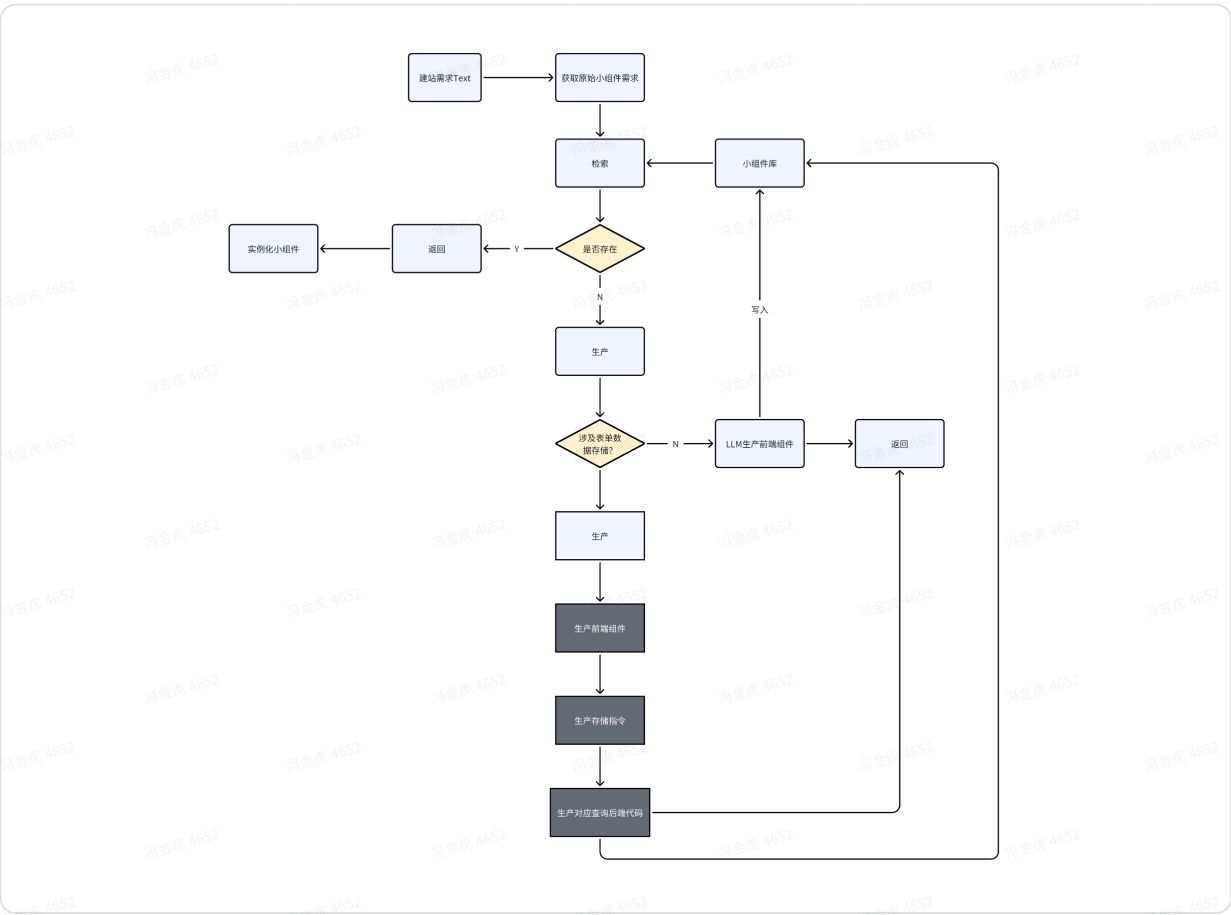 建站需求Text
获取原始小组件需求
检索
小组件库
实例化小组件
返回
Y
是否存在
N
写入
生产
涉及表单数
据存储?
N
LLM生产前端组件
返回
生产
生产前端组件
生产存储指令
生产对应查询后端代码
冯金虎 4652